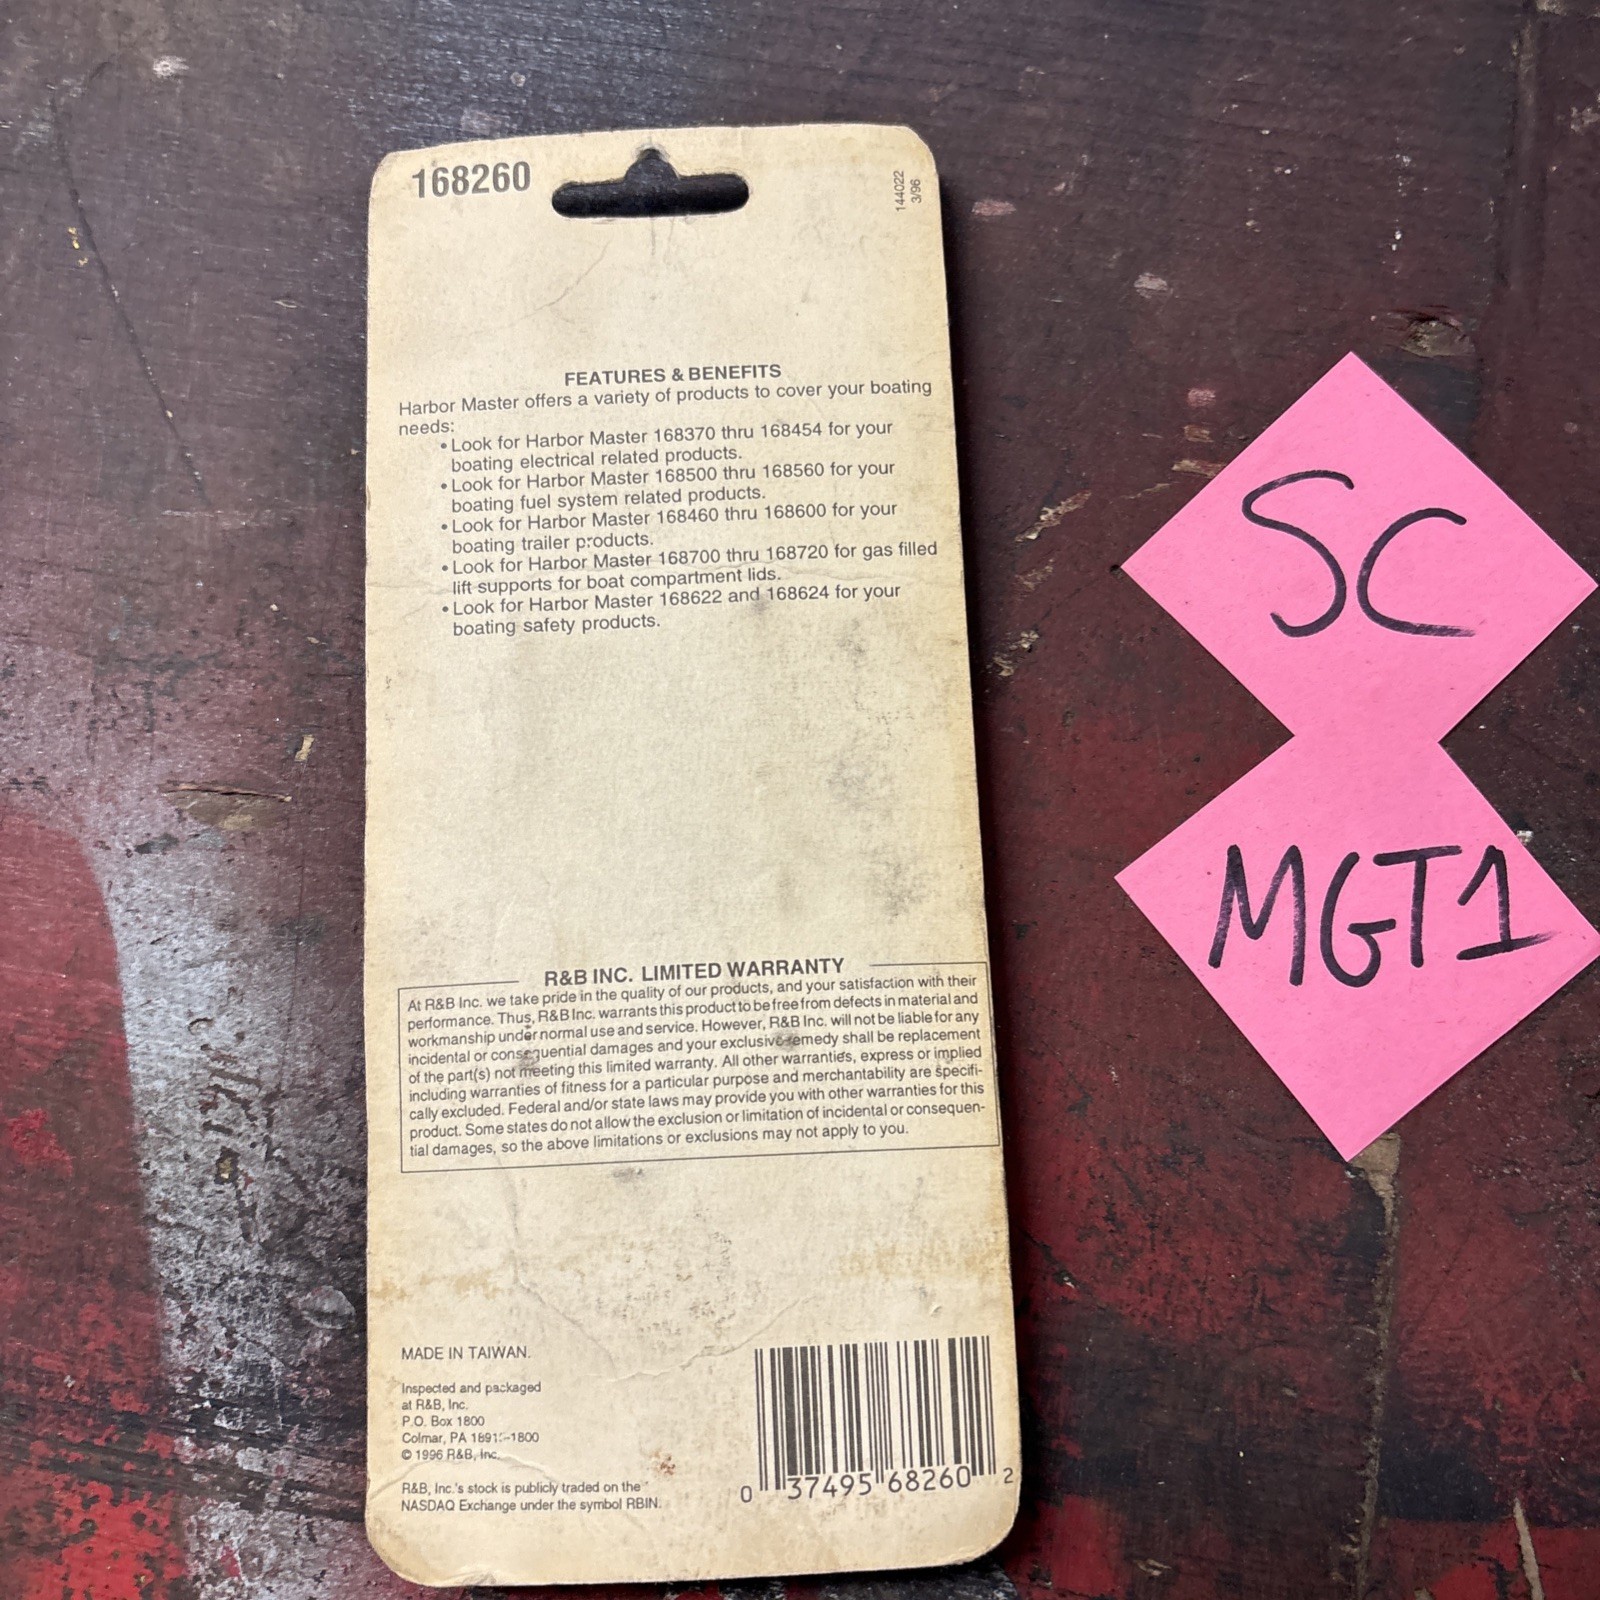 168260
144022
3/96
FEATURES & BENEFITS
Harbor Master offers a variety of products to cover your boating
needs:
• Look for Harbor Master 168370 thru 168454 for your
boating electrical related products.
• Look for Harbor Master 168500 thru 168560 for your
boating fuel system related products.
• Look for Harbor Master 168460 thru 168600 for your
boating trailer products.
• Look for Harbor Master 168700 thru 168720 for gas filled
lift supports for boat compartment lids.
• Look for Harbor Master 168622 and 168624 for your
boating safety products.
R&B INC. LIMITED WARRANTY
At R&B Inc. we take pride in the quality of our products, and your satisfaction with their
performance. Thus, R&B Inc. warrants this product to be free from defects in material and
workmanship under normal use and service. However, R&B Inc. will not be liable for any
incidental or consequential damages and your exclusive remedy shall be replacement
of the part(s) not meeting this limited warranty. All other warranties, express or implied
including warranties of fitness for a particular purpose and merchantability are specifi-
cally excluded. Federal and/or state laws may provide you with other warranties for this
product. Some states do not allow the exclusion or limitation of incidental or consequen-
tial damages, so the above limitations or exclusions may not apply to you.
MADE IN TAIWAN.
Inspected and packaged
at R&B, Inc.
P.O. Box 1800
Colmar, PA -1800
© 1996 R&B, Inc.
R&B, Inc.'s stock is publicly traded on the
NASDAQ Exchange under the symbol RBIN.
0 37495 68260 2
SC
MGT1